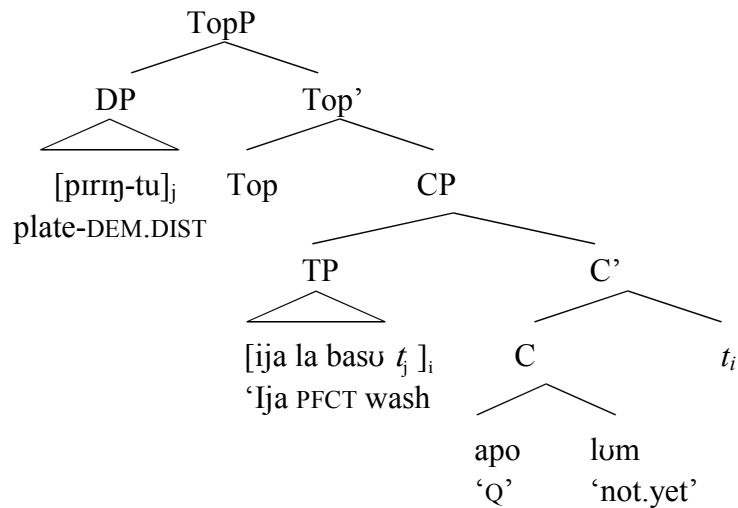 TopP
DP Top’
[pɪrɪŋ-tu]j Top CP
plate-DEM.DIST
TP C’
[ija la basʊ tj ]i C ti
‘Ija PFCT wash
apo lʊm
‘Q’ ‘not.yet’